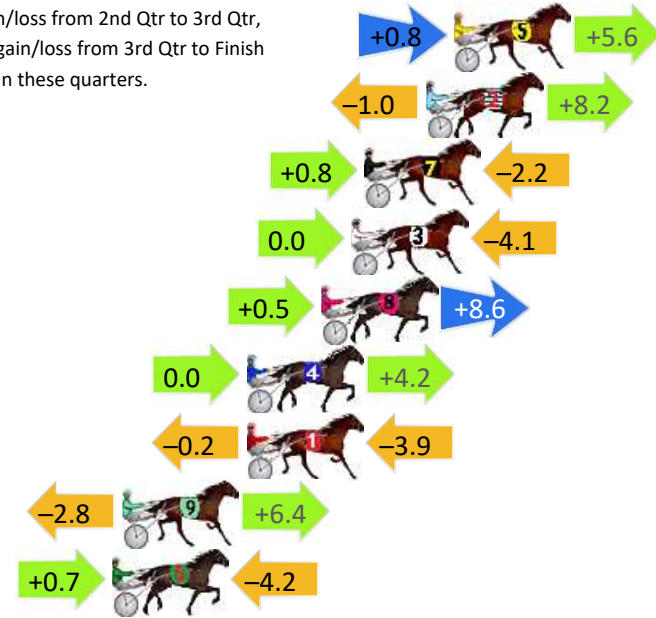 n/loss from 2nd Qtr to 3rd Qtr,
gain/loss from 3rd Qtr to Finish
n these quarters.
+0.8 5 +5.6
–1.0 2 +8.2
+0.8 7 –2.2
0.0 3 –4.1
+0.5 8 +8.6
0.0 4 +4.2
–0.2 1 –3.9
–2.8 9 +6.4
+0.7 6 –4.2